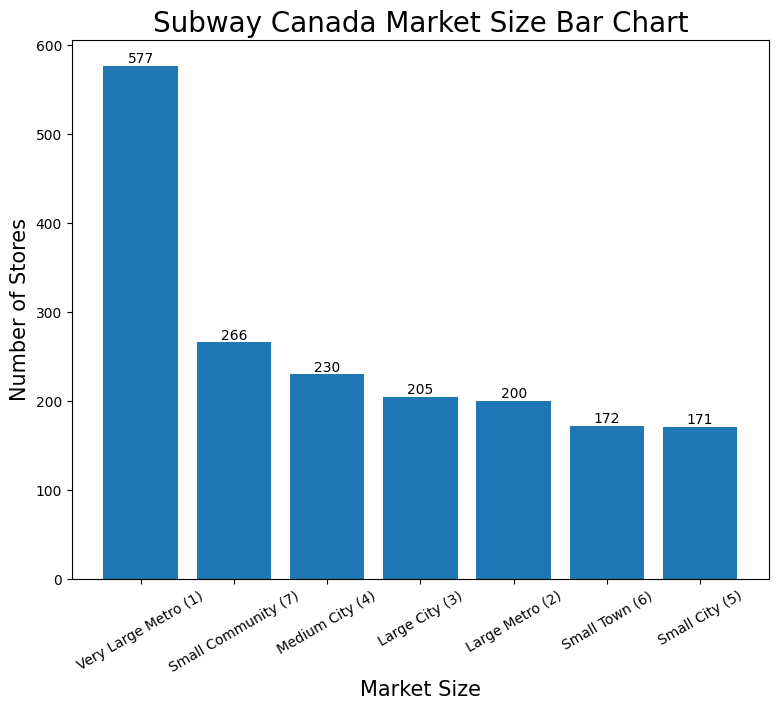 Subway Canada Market Size Bar Chart
Number of Stores
600
500
400
300
200
100
0
577
266
230
205
200
172
171
Very Large Metro (1)
Small Community (7)
Medium City (4)
Large City (3)
Large Metro (2)
Small Town (6)
Small City (5)
Market Size